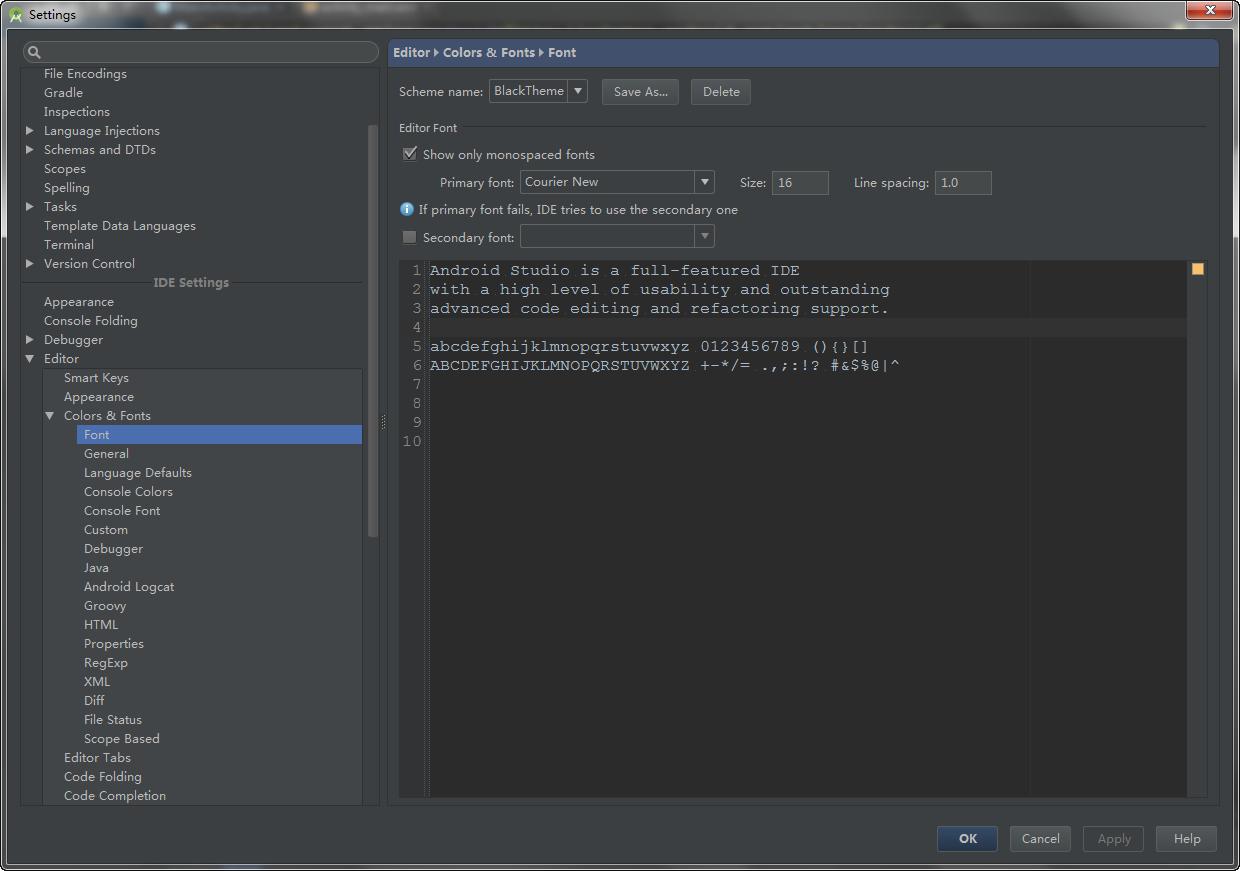 Settings
File Encodings
Gradle
Inspections
Language Injections
Schemas and DTDs
Scopes
Spelling
Tasks
Template Data Languages
Terminal
Version Control
IDE Settings
Appearance
Console Folding
Debugger
Editor
Smart Keys
Appearance
Colors & Fonts
Font
General
Language Defaults
Console Colors
Console Font
Custom
Debugger
Java
Android Logcat
Groovy
HTML
Properties
RegExp
XML
Diff
File Status
Scope Based
Editor Tabs
Code Folding
Code Completion
Editor Colors & Fonts Font
Scheme name: BlackTheme Save As... Delete
Editor Font
Show only monospaced fonts
Primary font: Courier New Size: 16 Line spacing: 1.0
If primary font fails, IDE tries to use the secondary one
Secondary font:
1 Android Studio is a full-featured IDE
2 with a high level of usability and outstanding
3 advanced code editing and refactoring support.
4
5 abcdefghijklmnopqrstuvwxyz 0123456789 (){}[]
6 ABCDEFGHIJKLMNOPQRSTUVWXYZ +-*/= .,;:!? #&$%@|^
7
8
9
10
OK Cancel Apply Help